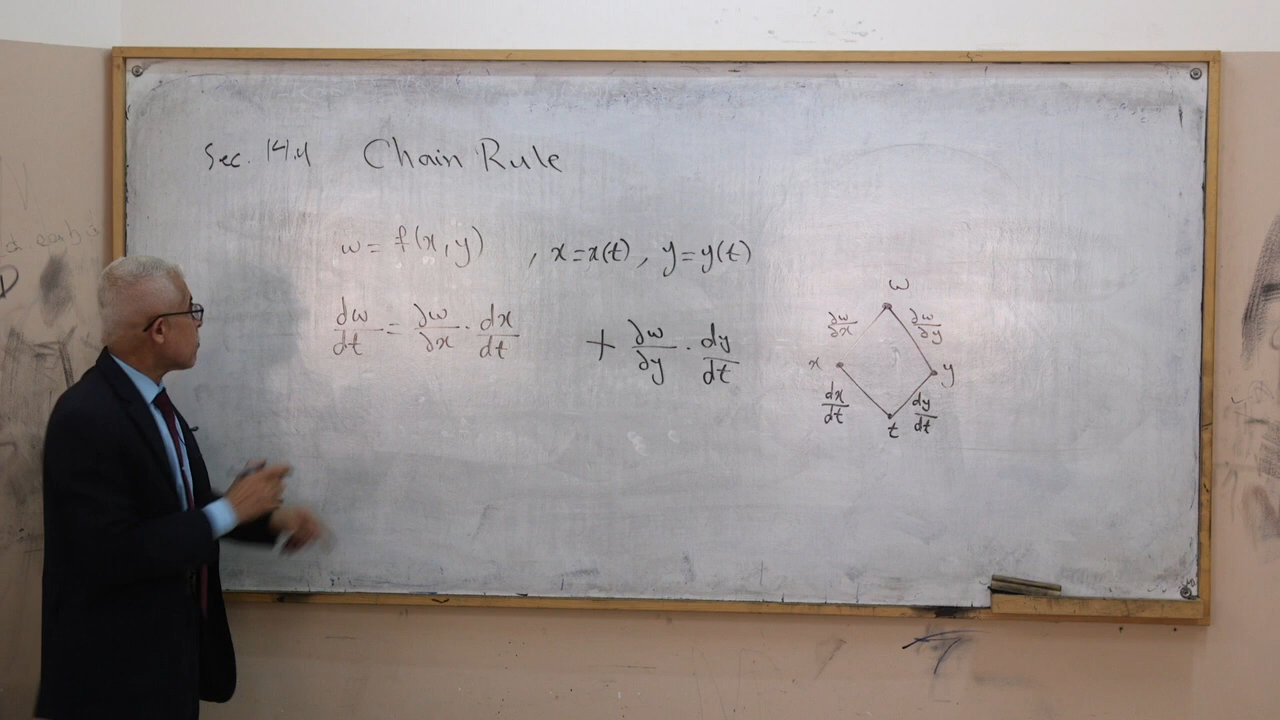 Sec. 14.4 Chain Rule
w = f(x, y) , x = x(t) , y = y(t)
dw/dt = ∂w/∂x · dx/dt + ∂w/∂y · dy/dt
w
∂w/∂x ∂w/∂y
x y
dx/dt dy/dt
t